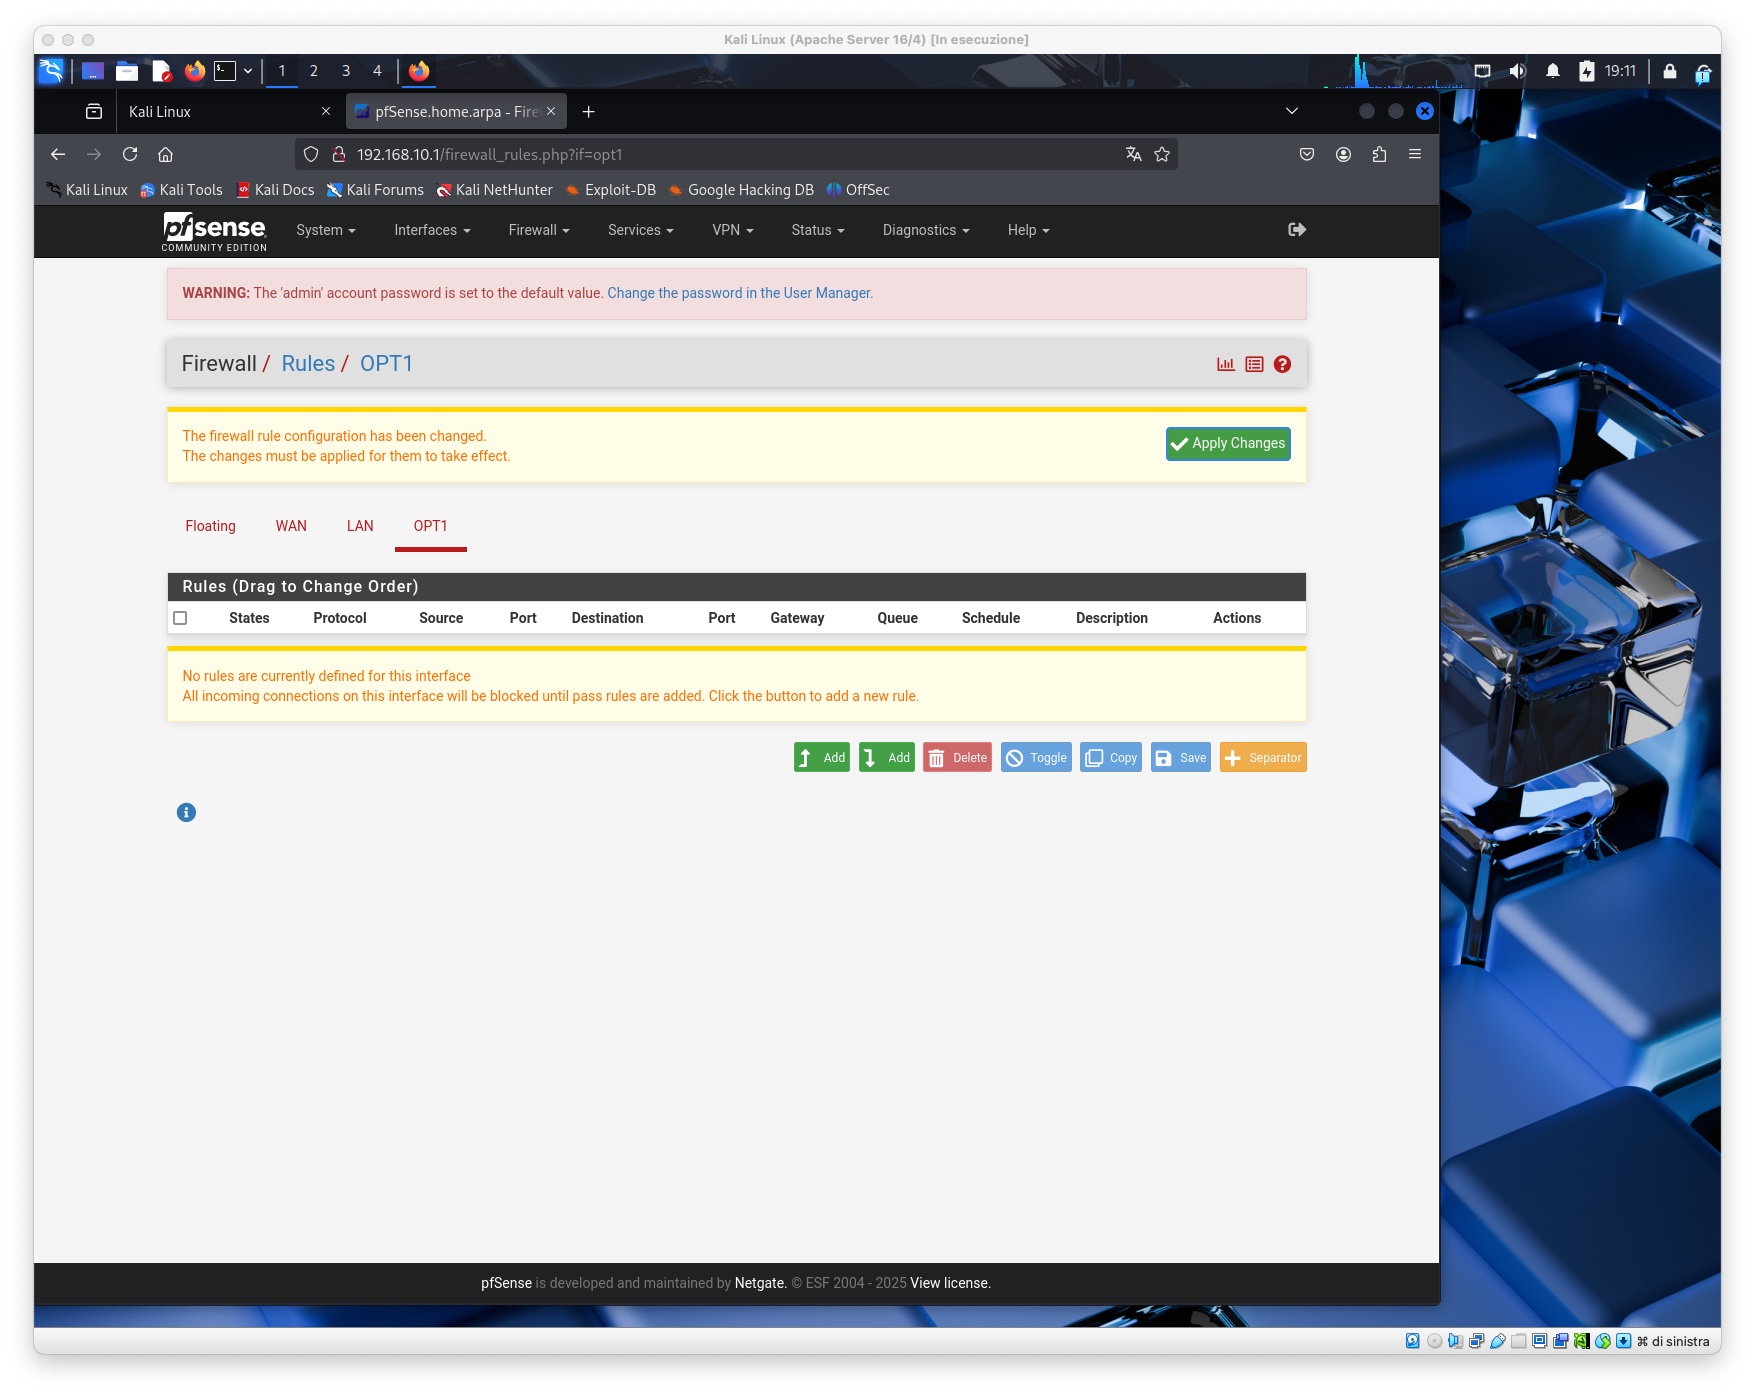 Kali Linux (Apache Server 16/4) [In esecuzione]
1 2 3 4 19:11
Kali Linux pfSense.home.arpa - Fire
192.168.10.1/firewall_rules.php?if=opt1
Kali Linux Kali Tools Kali Docs Kali Forums Kali NetHunter Exploit-DB Google Hacking DB OffSec
pfsense System Interfaces Firewall Services VPN Status Diagnostics Help
COMMUNITY EDITION
WARNING: The 'admin' account password is set to the default value. Change the password in the User Manager.
Firewall / Rules / OPT1
The firewall rule configuration has been changed.
The changes must be applied for them to take effect.
Apply Changes
Floating WAN LAN OPT1
Rules (Drag to Change Order)
States Protocol Source Port Destination Port Gateway Queue Schedule Description Actions
No rules are currently defined for this interface
All incoming connections on this interface will be blocked until pass rules are added. Click the button to add a new rule.
Add Add Delete Toggle Copy Save Separator
pfSense is developed and maintained by Netgate. © ESF 2004 - 2025 View license.
⌘ di sinistra